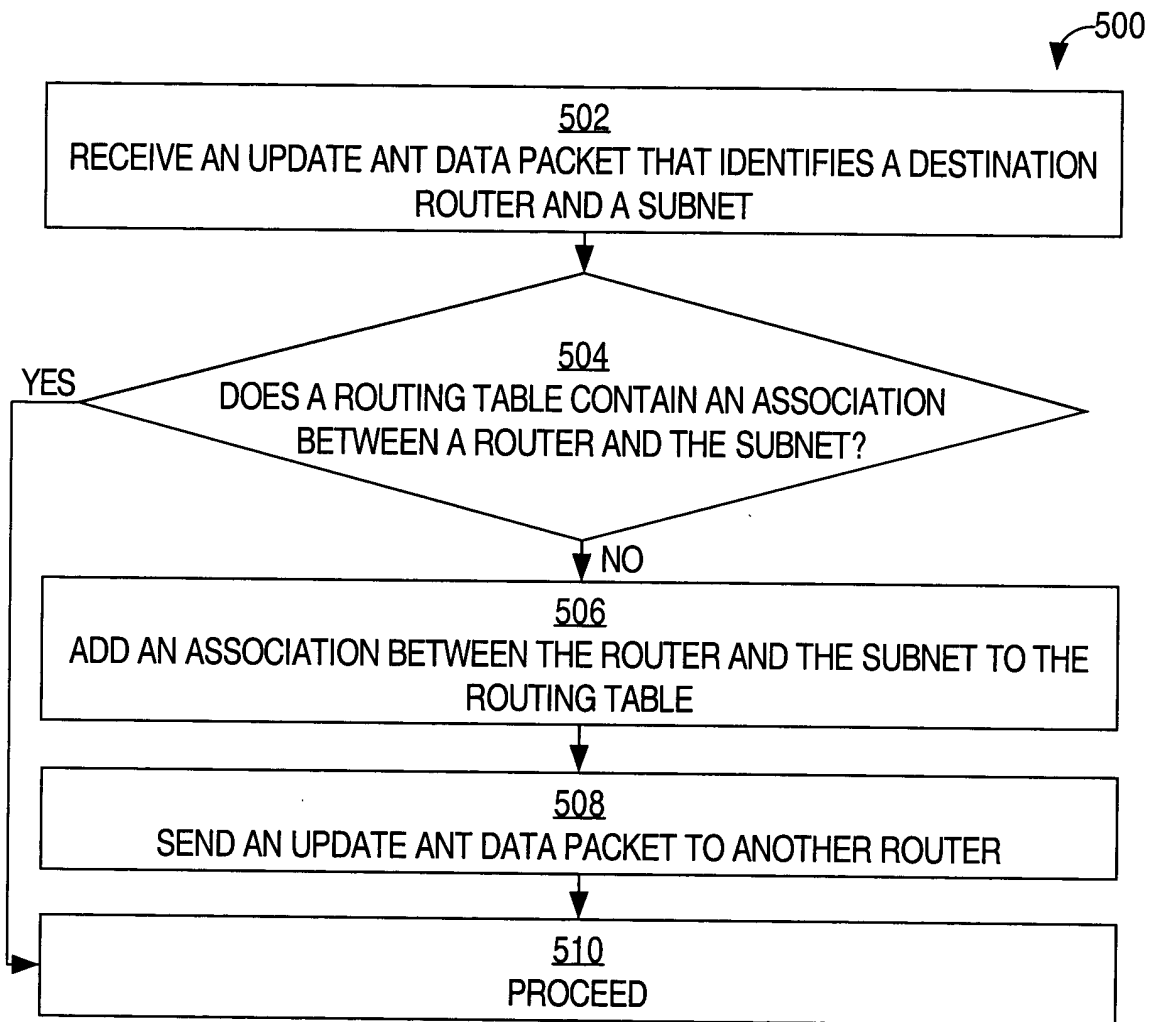 500
502
RECEIVE AN UPDATE ANT DATA PACKET THAT IDENTIFIES A DESTINATION
ROUTER AND A SUBNET
504
YES
DOES A ROUTING TABLE CONTAIN AN ASSOCIATION
BETWEEN A ROUTER AND THE SUBNET?
NO
506
ADD AN ASSOCIATION BETWEEN THE ROUTER AND THE SUBNET TO THE
ROUTING TABLE
508
SEND AN UPDATE ANT DATA PACKET TO ANOTHER ROUTER
510
PROCEED